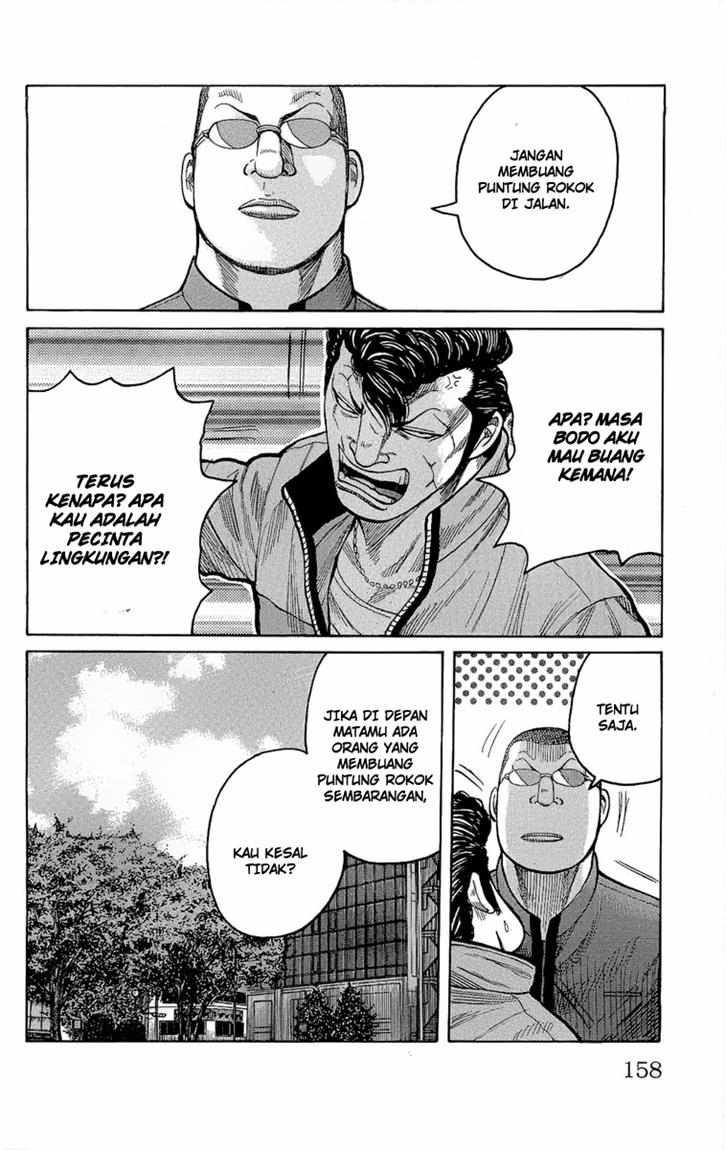 JANGAN
MEMBUANG
PUNTUNG ROKOK
DI JALAN.
APA? MASA
BODO AKU
MAU BUANG
KEMANA!
TERUS
KENAPA? APA
KAU ADALAH
PECINTA
LINGKUNGAN?!
TENTU
SAJA.
JIKA DI DEPAN
MATAMU ADA
ORANG YANG
MEMBUANG
PUNTUNG ROKOK
SEMBARANGAN,
KAU KESAL
TIDAK?
158